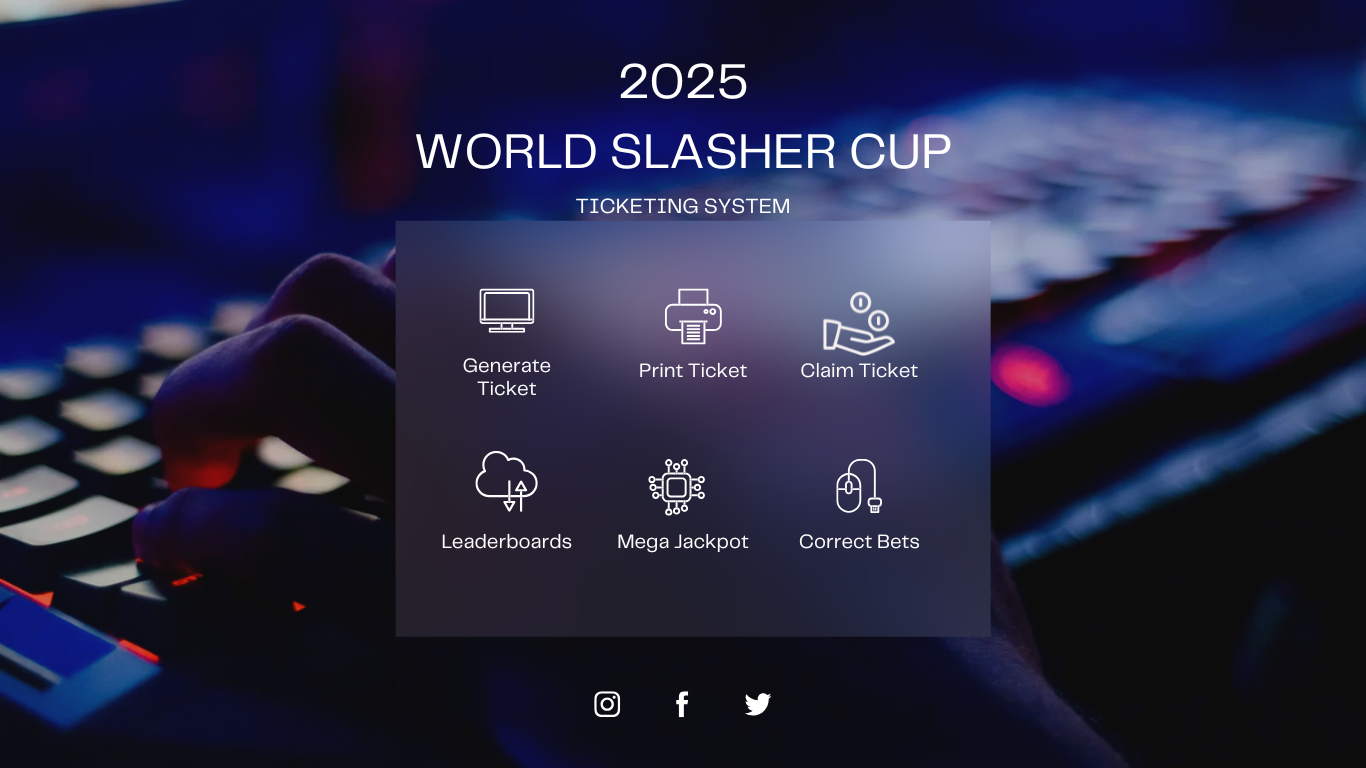 2025
WORLD SLASHER CUP
TICKETING SYSTEM
Generate
Ticket
Print Ticket
Claim Ticket
Leaderboards
Mega Jackpot
Correct Bets